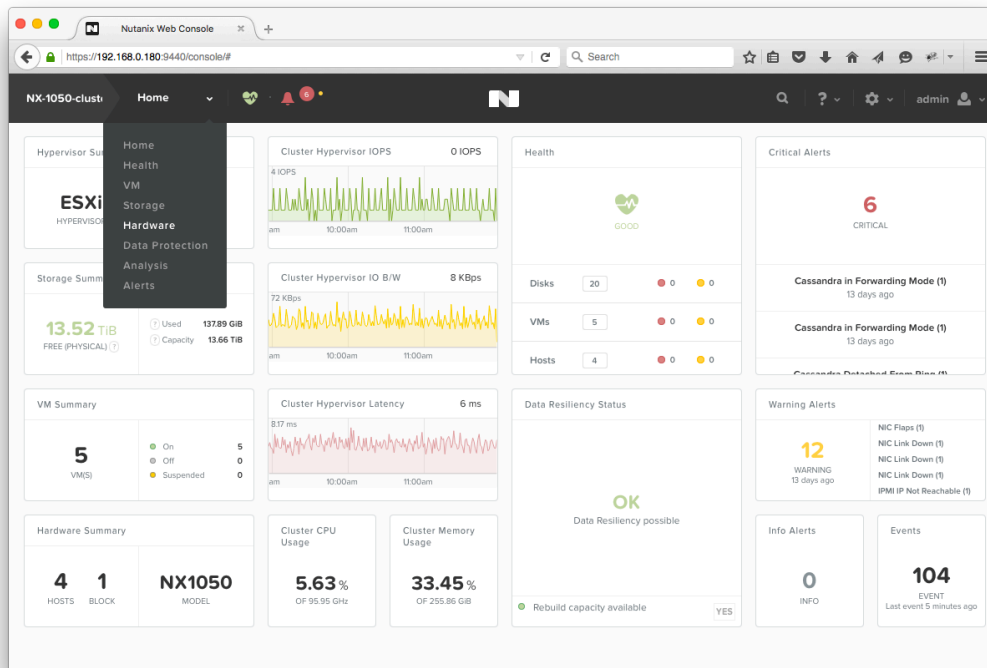 Nutanix Web Console
https://192.168.0.180:9440/console/#
Search
NX-1050-clust
Home
6
?
admin
Home
Health
VM
Storage
Hardware
Data Protection
Analysis
Alerts
Hypervisor Su
ESXi
HYPERVISOR
Cluster Hypervisor IOPS
0 IOPS
4 IOPS
am
10:00am
11:00am
Health
GOOD
Disks 20 0 0
VMs 5 0 0
Hosts 4 0 0
Critical Alerts
6
CRITICAL
Cassandra in Forwarding Mode (1)
13 days ago
Cassandra in Forwarding Mode (1)
13 days ago
Cassandra Detached From Ring (1)
Storage Summ
13.52 TiB
FREE (PHYSICAL) ?
? Used 137.89 GiB
? Capacity 13.66 TiB
Cluster Hypervisor IO B/W
8 KBps
72 KBps
am
10:00am
11:00am
VM Summary
5
VM(S)
On 5
Off 0
Suspended 0
Cluster Hypervisor Latency
6 ms
8.17 ms
am
10:00am
11:00am
Data Resiliency Status
OK
Data Resiliency possible
Rebuild capacity available
YES
Warning Alerts
12
WARNING
13 days ago
NIC Flaps (1)
NIC Link Down (1)
NIC Link Down (1)
NIC Link Down (1)
IPMI IP Not Reachable (1)
Hardware Summary
4
HOSTS
1
BLOCK
NX1050
MODEL
Cluster CPU
Usage
5.63 %
OF 95.95 GHz
Cluster Memory
Usage
33.45 %
OF 255.86 GiB
Info Alerts
0
INFO
Events
104
EVENT
Last event 5 minutes ago